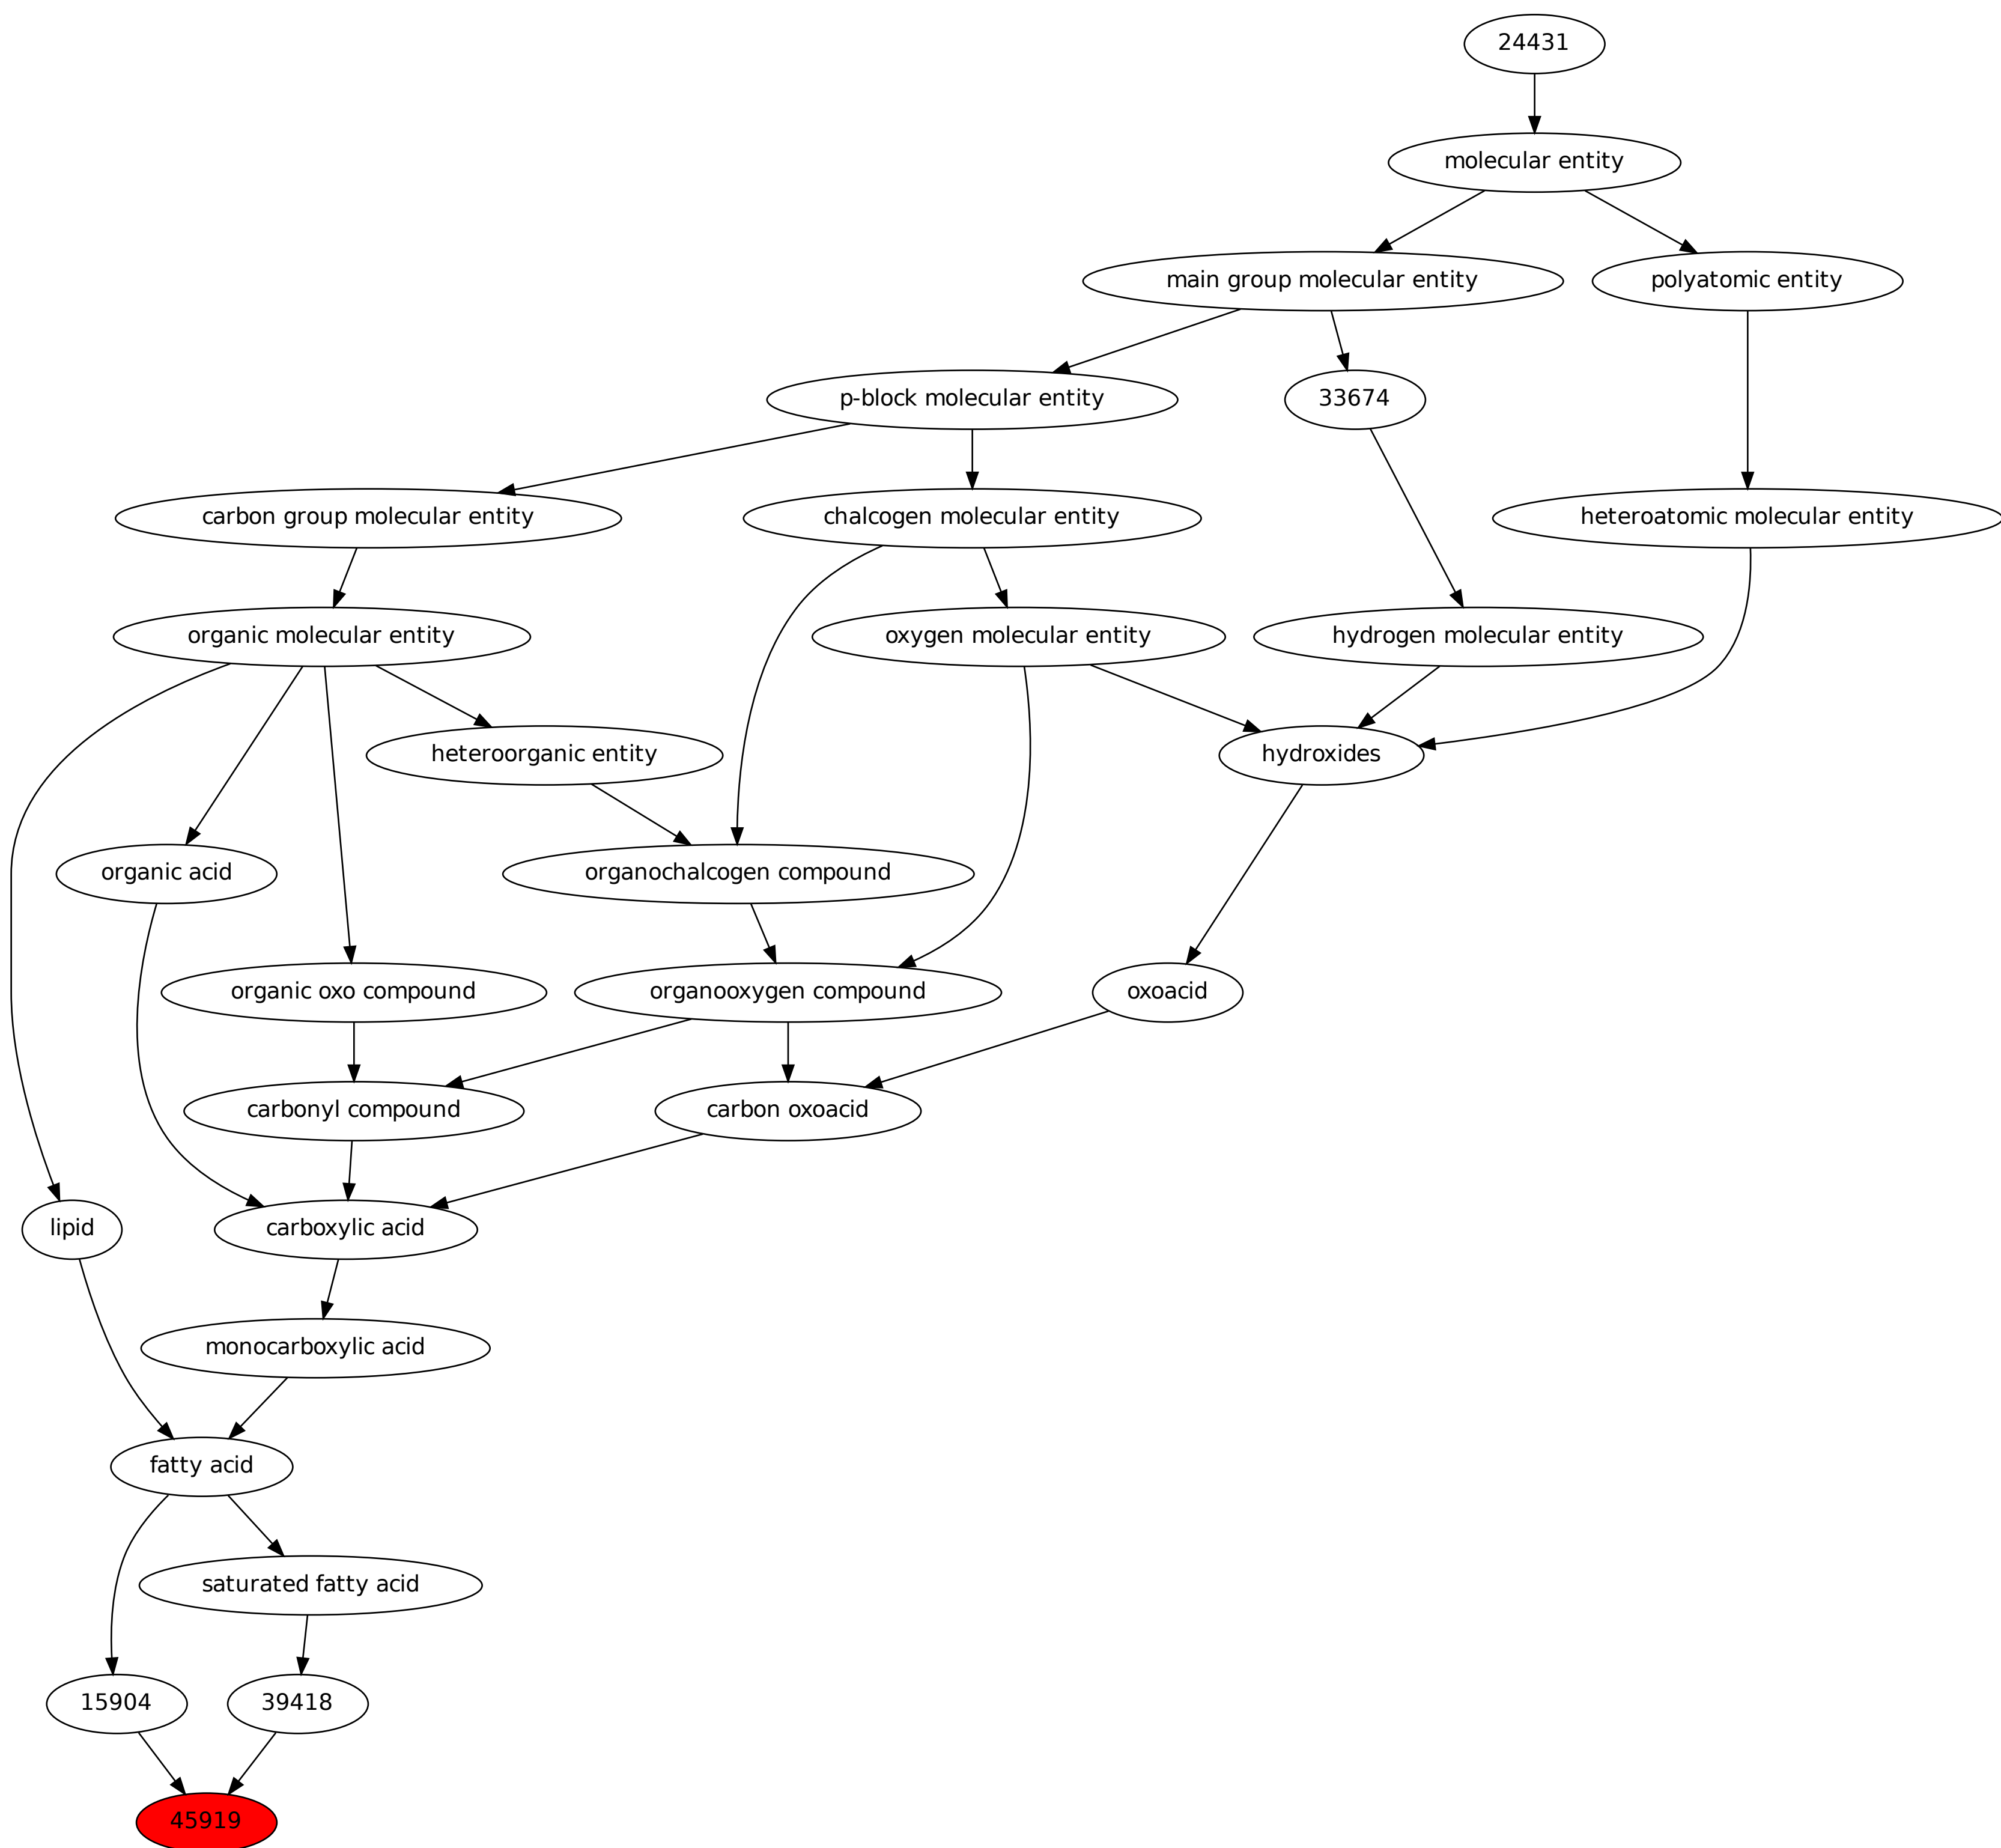 24431
molecular entity
main group molecular entity
polyatomic entity
p-block molecular entity
33674
carbon group molecular entity
chalcogen molecular entity
heteroatomic molecular entity
organic molecular entity
oxygen molecular entity
hydrogen molecular entity
heteroorganic entity
hydroxides
organic acid
organochalcogen compound
organic oxo compound
organooxygen compound
oxoacid
carbonyl compound
carbon oxoacid
lipid
carboxylic acid
monocarboxylic acid
fatty acid
saturated fatty acid
15904
39418
45919